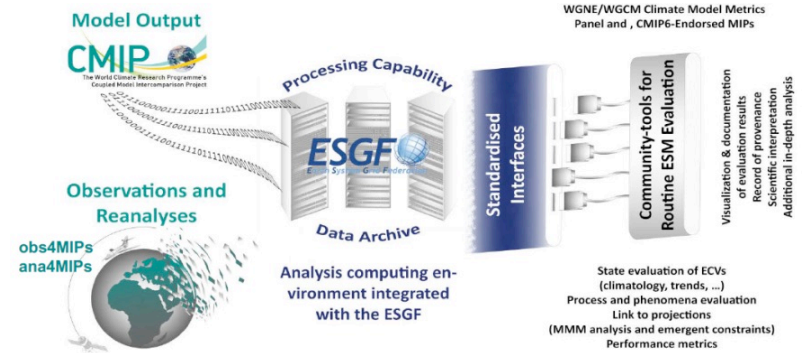 Model Output
CMIP
The World Climate Research Programme's
Coupled Model Intercomparison Project
Observations and
Reanalyses
obs4MIPs
ana4MIPs
Processing Capability
ESGF
Earth System Grid Federation
Data Archive
Analysis computing en-
vironment integrated
with the ESGF
Standardised
Interfaces
WGNE/WGCM Climate Model Metrics
Panel and , CMIP6-Endorsed MIPs
Community-tools for
Routine ESM Evaluation
Visualization & documentation
of evaluation results
Record of provenance
Scientific interpretation
Additional in-depth analysis
State evaluation of ECVs
(climatology, trends, ...)
Process and phenomena evaluation
Link to projections
(MMM analysis and emergent constraints)
Performance metrics